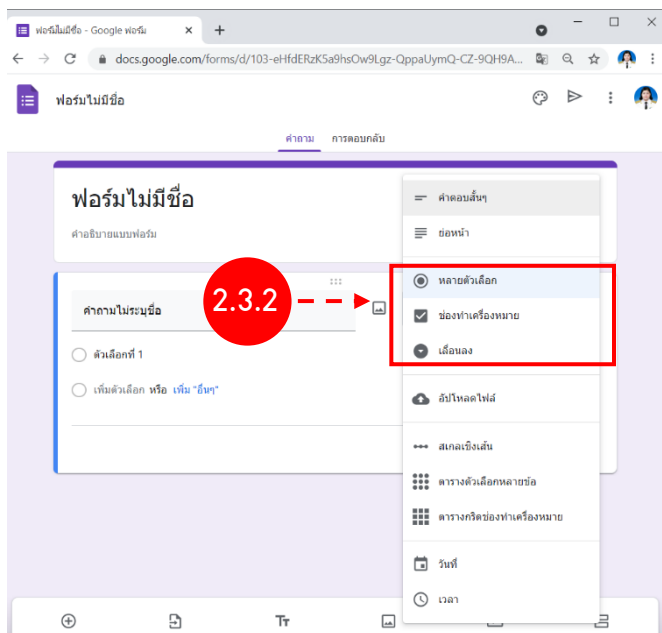 ฟอร์มไม่มีชื่อ - Google ฟอร์ม
docs.google.com/forms/d/103-eHfdERzK5a9hsOw9Lgz-QppaUymQ-CZ-9QH9A...
ฟอร์มไม่มีชื่อ
คำถาม การตอบกลับ
ฟอร์มไม่มีชื่อ
คำอธิบายแบบฟอร์ม
คำถามไม่ระบุชื่อ
2.3.2
ตัวเลือกที่ 1
เพิ่มตัวเลือก หรือ เพิ่ม "อื่นๆ"
คำตอบสั้นๆ
ย่อหน้า
หลายตัวเลือก
ช่องทำเครื่องหมาย
เลื่อนลง
อัปโหลดไฟล์
สเกลเชิงเส้น
ตารางตัวเลือกหลายข้อ
ตารางกริดช่องทำเครื่องหมาย
วันที่
เวลา
Tт